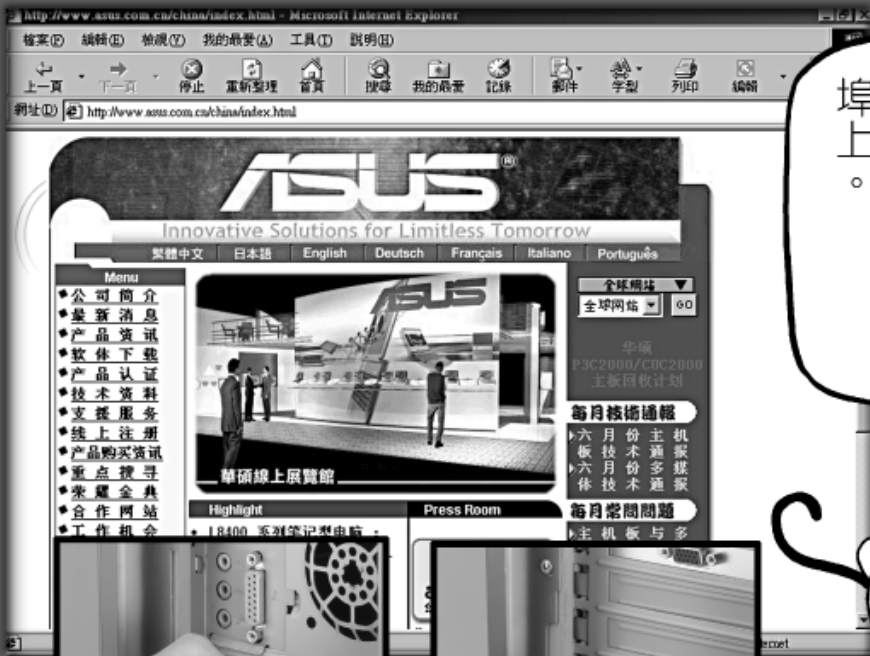 http://www.asus.com.cn/china/index.html - Microsoft Internet Explorer
檔案(F) 編輯(E) 檢視(V) 我的最愛(A) 工具(T) 說明(H)
上一頁 下一頁 停止 重新整理 首頁 搜尋 我的最愛 記錄 郵件 字型 列印 編輯
網址(D) http://www.asus.com.cn/china/index.html
埠
上
。
ASUS®
Innovative Solutions for Limitless Tomorrow
繁體中文 日本語 English Deutsch Français Italiano Português
Menu
公司简介
最新消息
产品资讯
软体下载
产品认证
技术资料
支援服务
线上注册
产品购买资讯
重点搜寻
荣耀金典
合作网站
工作机会
ASUS
華碩線上展覽館
Highlight
L8400 系列笔记型电脑
Press Room
全球網站
全球网站 GO
华硕
P3C2000/CUC2000
主板回收计划
每月技術通報
六月份主机
板技术通报
六月份多媒
体技术通报
每月常問問題
主机板与多